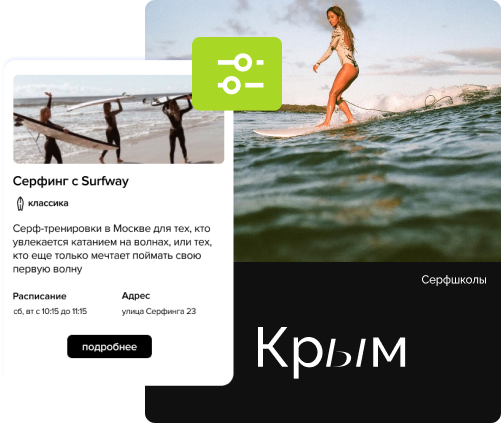 Серфинг с Surfway
классика
Серф-тренировки в Москве для тех, кто
увлекается катанием на волнах, или тех,
кто еще только мечтает поймать свою
первую волну
Расписание
сб, вт с 10:15 до 11:15
Адрес
улица Серфинга 23
подробнее
Серфшколы
Крым